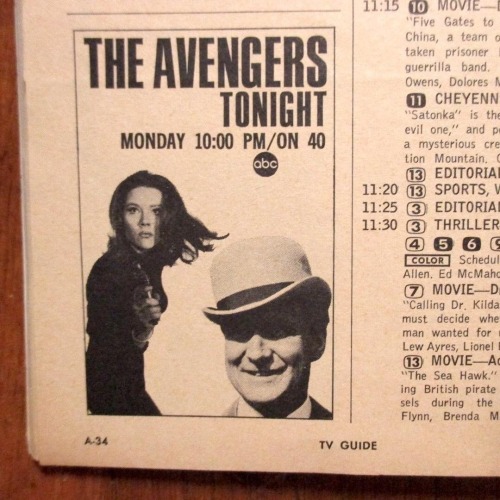 THE AVENGERS
TONIGHT
MONDAY 10:00 PM/ON 40
abc
A-34
TV GUIDE
11:15 10 MOVIE—
"Five Gates to
China, a team o
taken prisoner
guerrilla band.
Owens, Dolores M
11 CHEYENN
"Satonka" is the
evil one," and p
a mysterious cre
tion Mountain.
13 EDITORIA
11:20 13 SPORTS, W
11:25 3 EDITORIA
11:30 3 THRILLER
4 5 6
COLOR Schedul
Allen. Ed McMaho
7 MOVIE—D
"Calling Dr. Kilda
must decide whe
man wanted for
Lew Ayres, Lionel
13 MOVIE—A
"The Sea Hawk."
ing British pirate
sels during the
Flynn, Brenda M